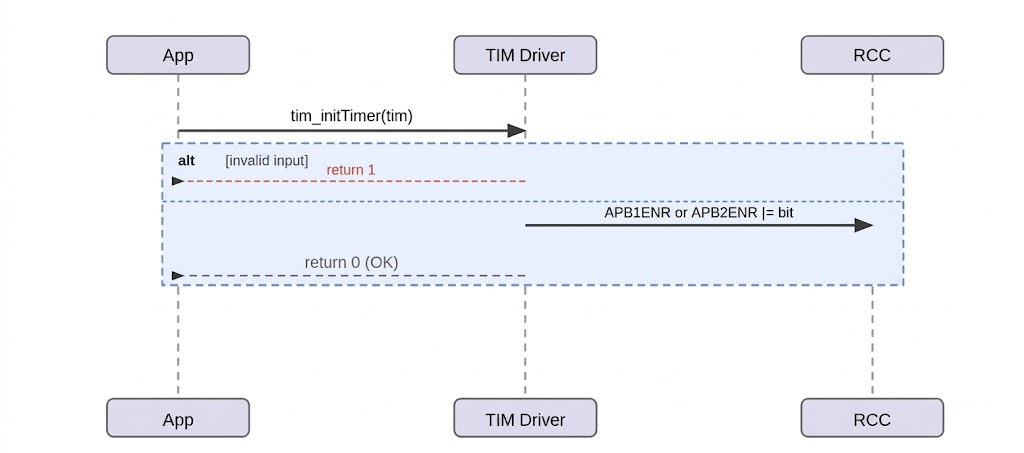 App
TIM Driver
RCC
tim_initTimer(tim)
alt [invalid input]
return 1
APB1ENR or APB2ENR |= bit
return 0 (OK)
App
TIM Driver
RCC